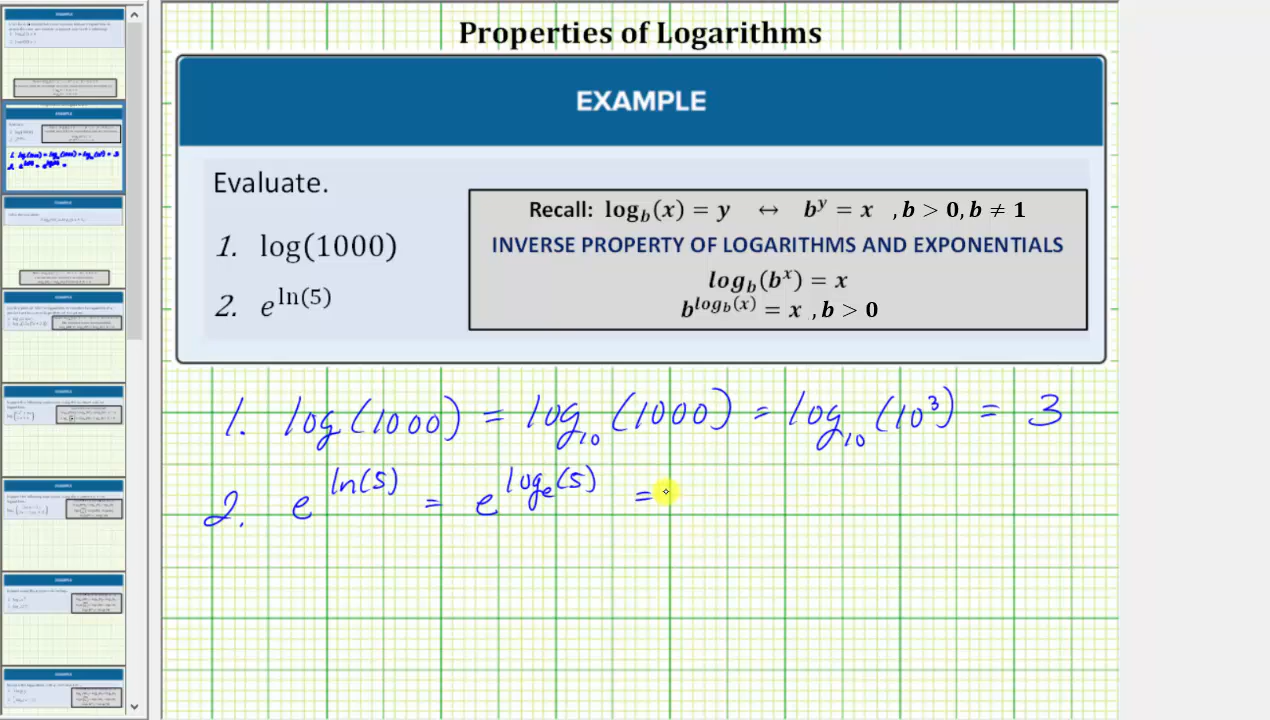 Properties of Logarithms
EXAMPLE
Evaluate.
1. log(1000)
2. e^ln(5)
Recall: log_b(x) = y ↔ b^y = x , b > 0, b ≠ 1
INVERSE PROPERTY OF LOGARITHMS AND EXPONENTIALS
log_b(b^x) = x
b^log_b(x) = x , b > 0
1. log(1000) = log_10(1000) = log_10(10^3) = 3
2. e^ln(5) = e^log_e(5) =